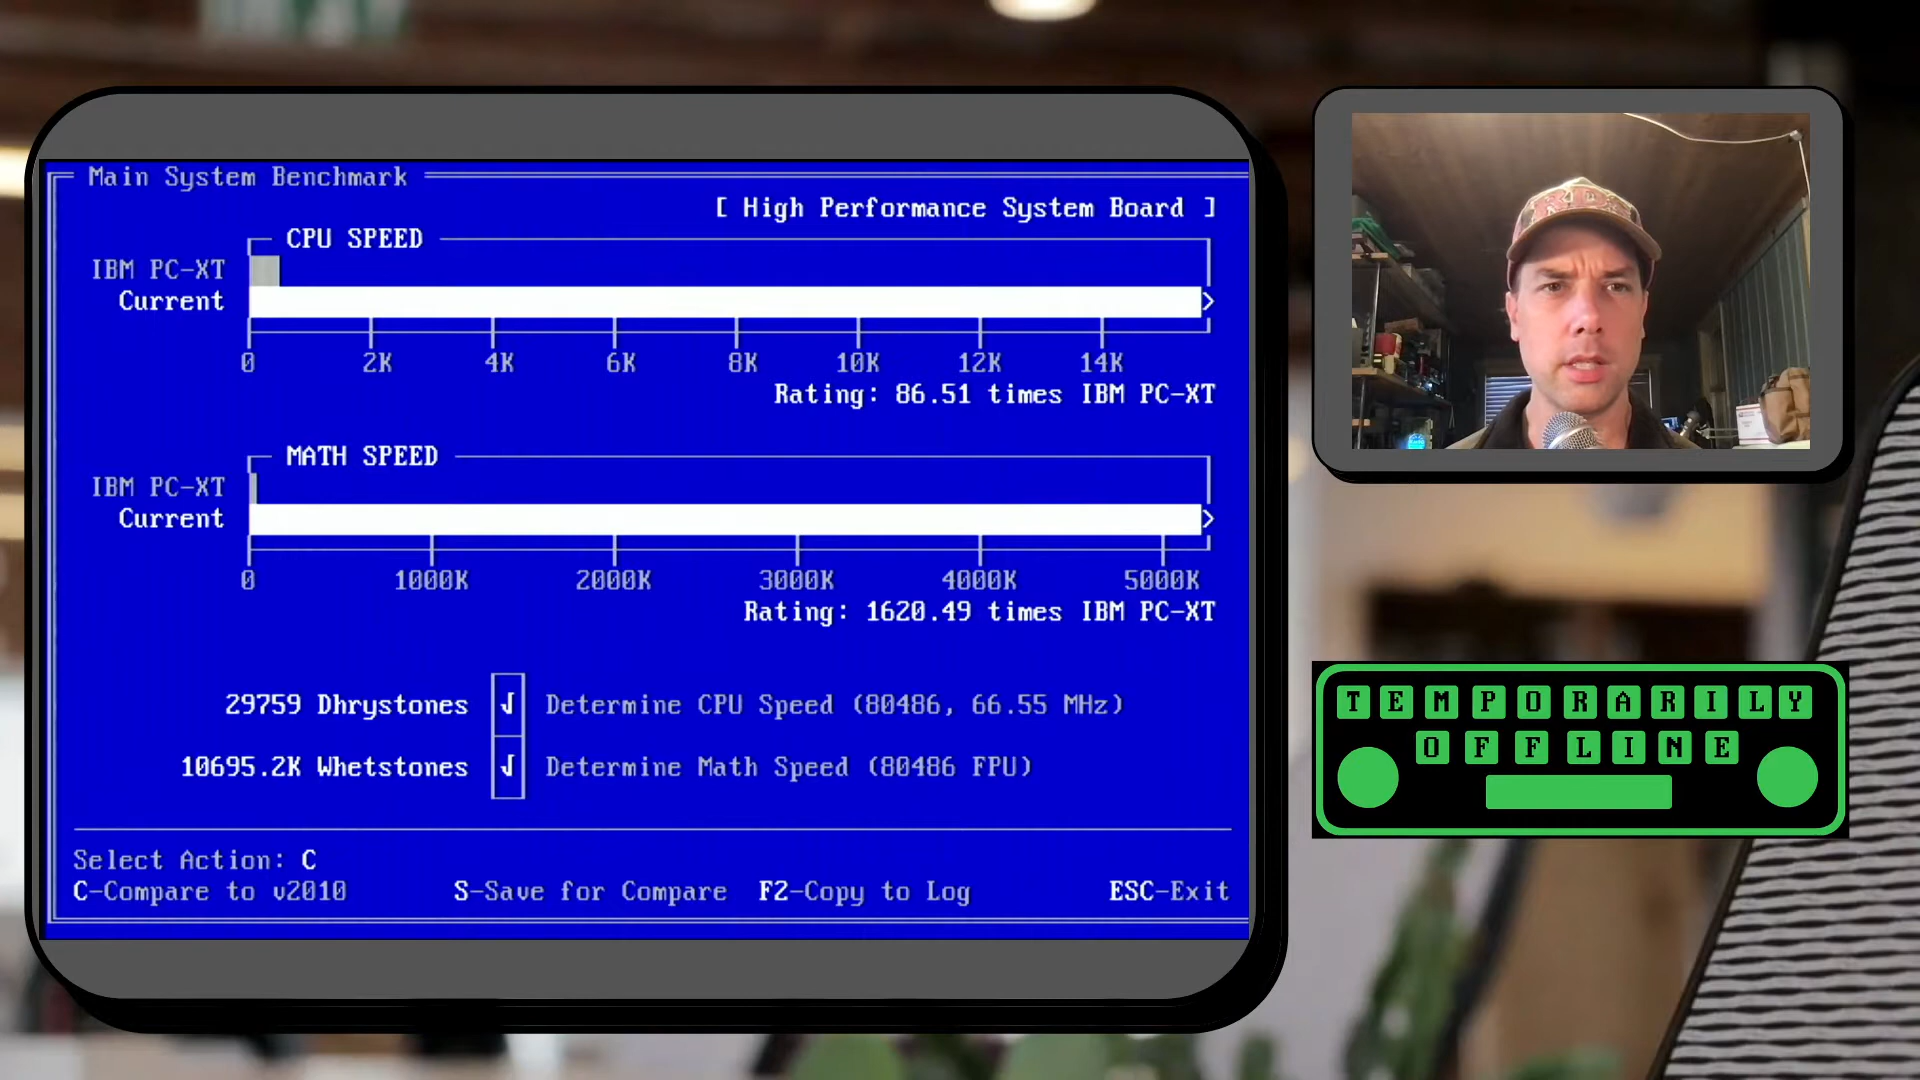 Main System Benchmark
[ High Performance System Board ]
CPU SPEED
IBM PC-XT
Current
0 2K 4K 6K 8K 10K 12K 14K
Rating: 86.51 times IBM PC-XT
MATH SPEED
IBM PC-XT
Current
0 1000K 2000K 3000K 4000K 5000K
Rating: 1620.49 times IBM PC-XT
29759 Dhrystones √ Determine CPU Speed (80486, 66.55 MHz)
10695.2K Whetstones √ Determine Math Speed (80486 FPU)
Select Action: C
C-Compare to v2010 S-Save for Compare F2-Copy to Log ESC-Exit
TEMPORARILY
OFFLINE